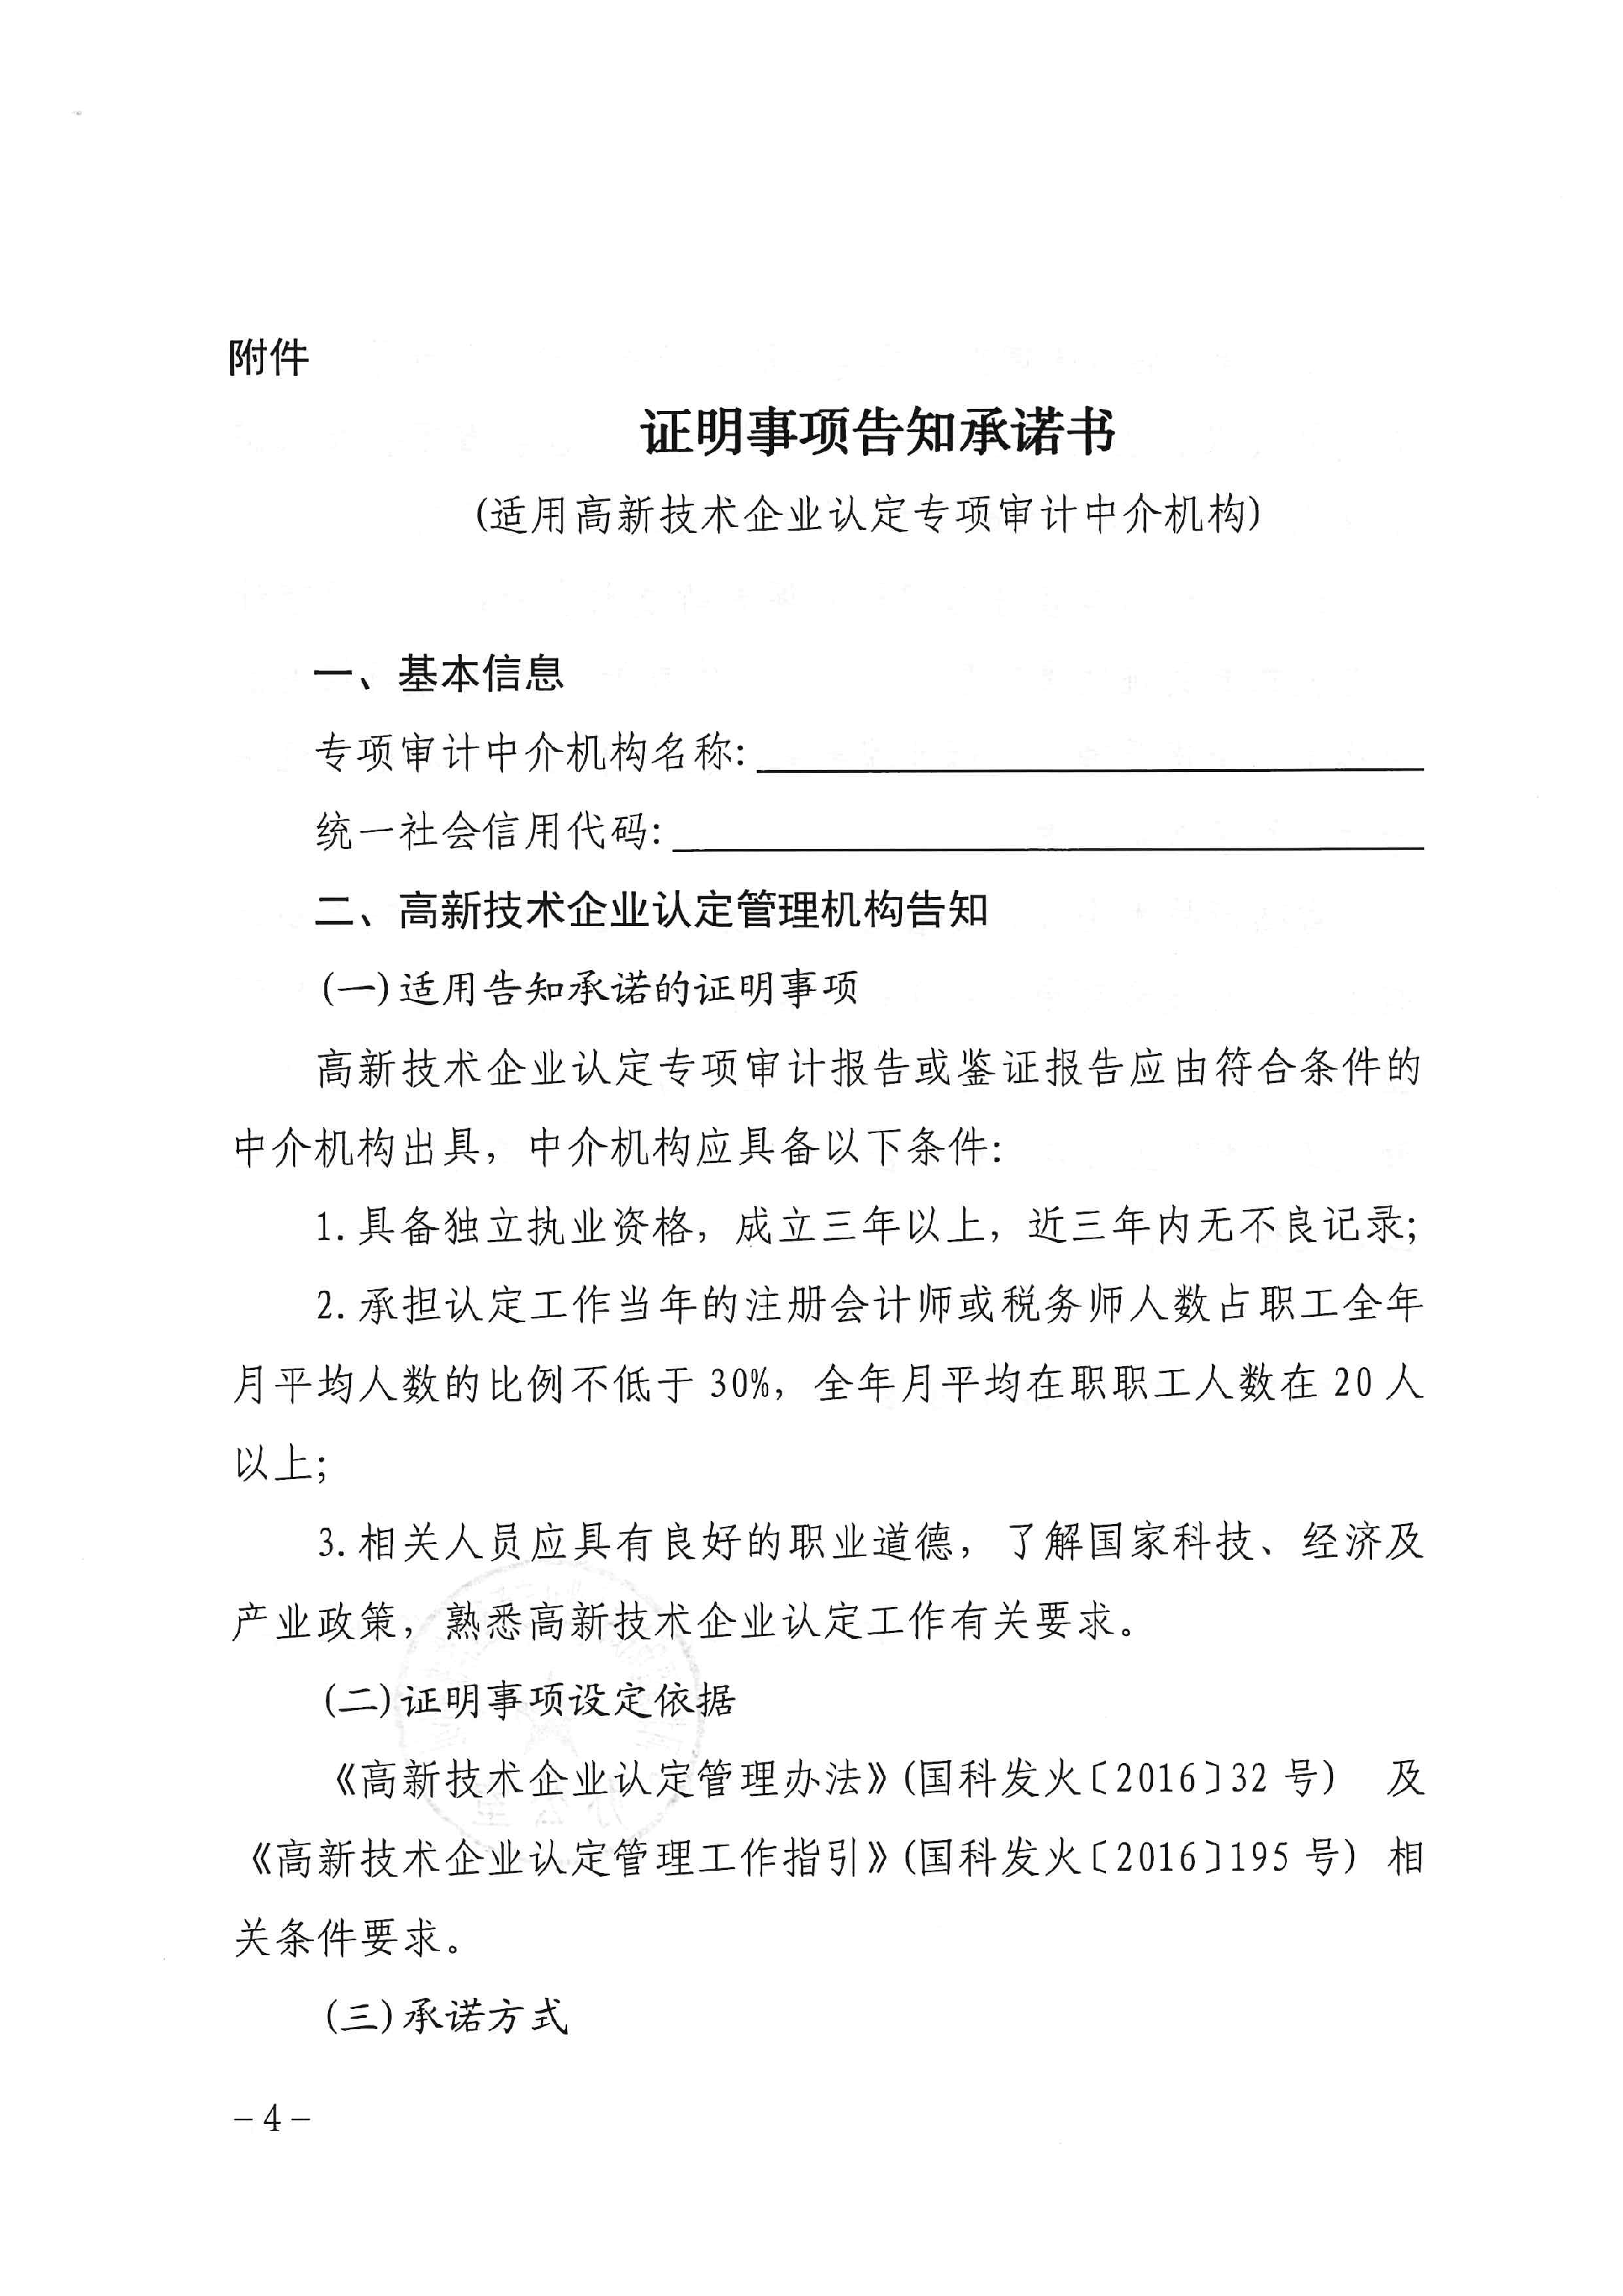 附件
证明事项告知承诺书
(适用高新技术企业认定专项审计中介机构)
一、基本信息
专项审计中介机构名称:
统一社会信用代码:
二、高新技术企业认定管理机构告知
(一)适用告知承诺的证明事项
高新技术企业认定专项审计报告或鉴证报告应由符合条件的
中介机构出具，中介机构应具备以下条件:
1.具备独立执业资格，成立三年以上，近三年内无不良记录;
2.承担认定工作当年的注册会计师或税务师人数占职工全年
月平均人数的比例不低于 30%，全年月平均在职职工人数在 20 人
以上;
3.相关人员应具有良好的职业道德，了解国家科技、经济及
产业政策，熟悉高新技术企业认定工作有关要求。
(二)证明事项设定依据
《高新技术企业认定管理办法》(国科发火〔2016〕32 号) 及
《高新技术企业认定管理工作指引》(国科发火〔2016〕195 号) 相
关条件要求。
(三)承诺方式
－4－